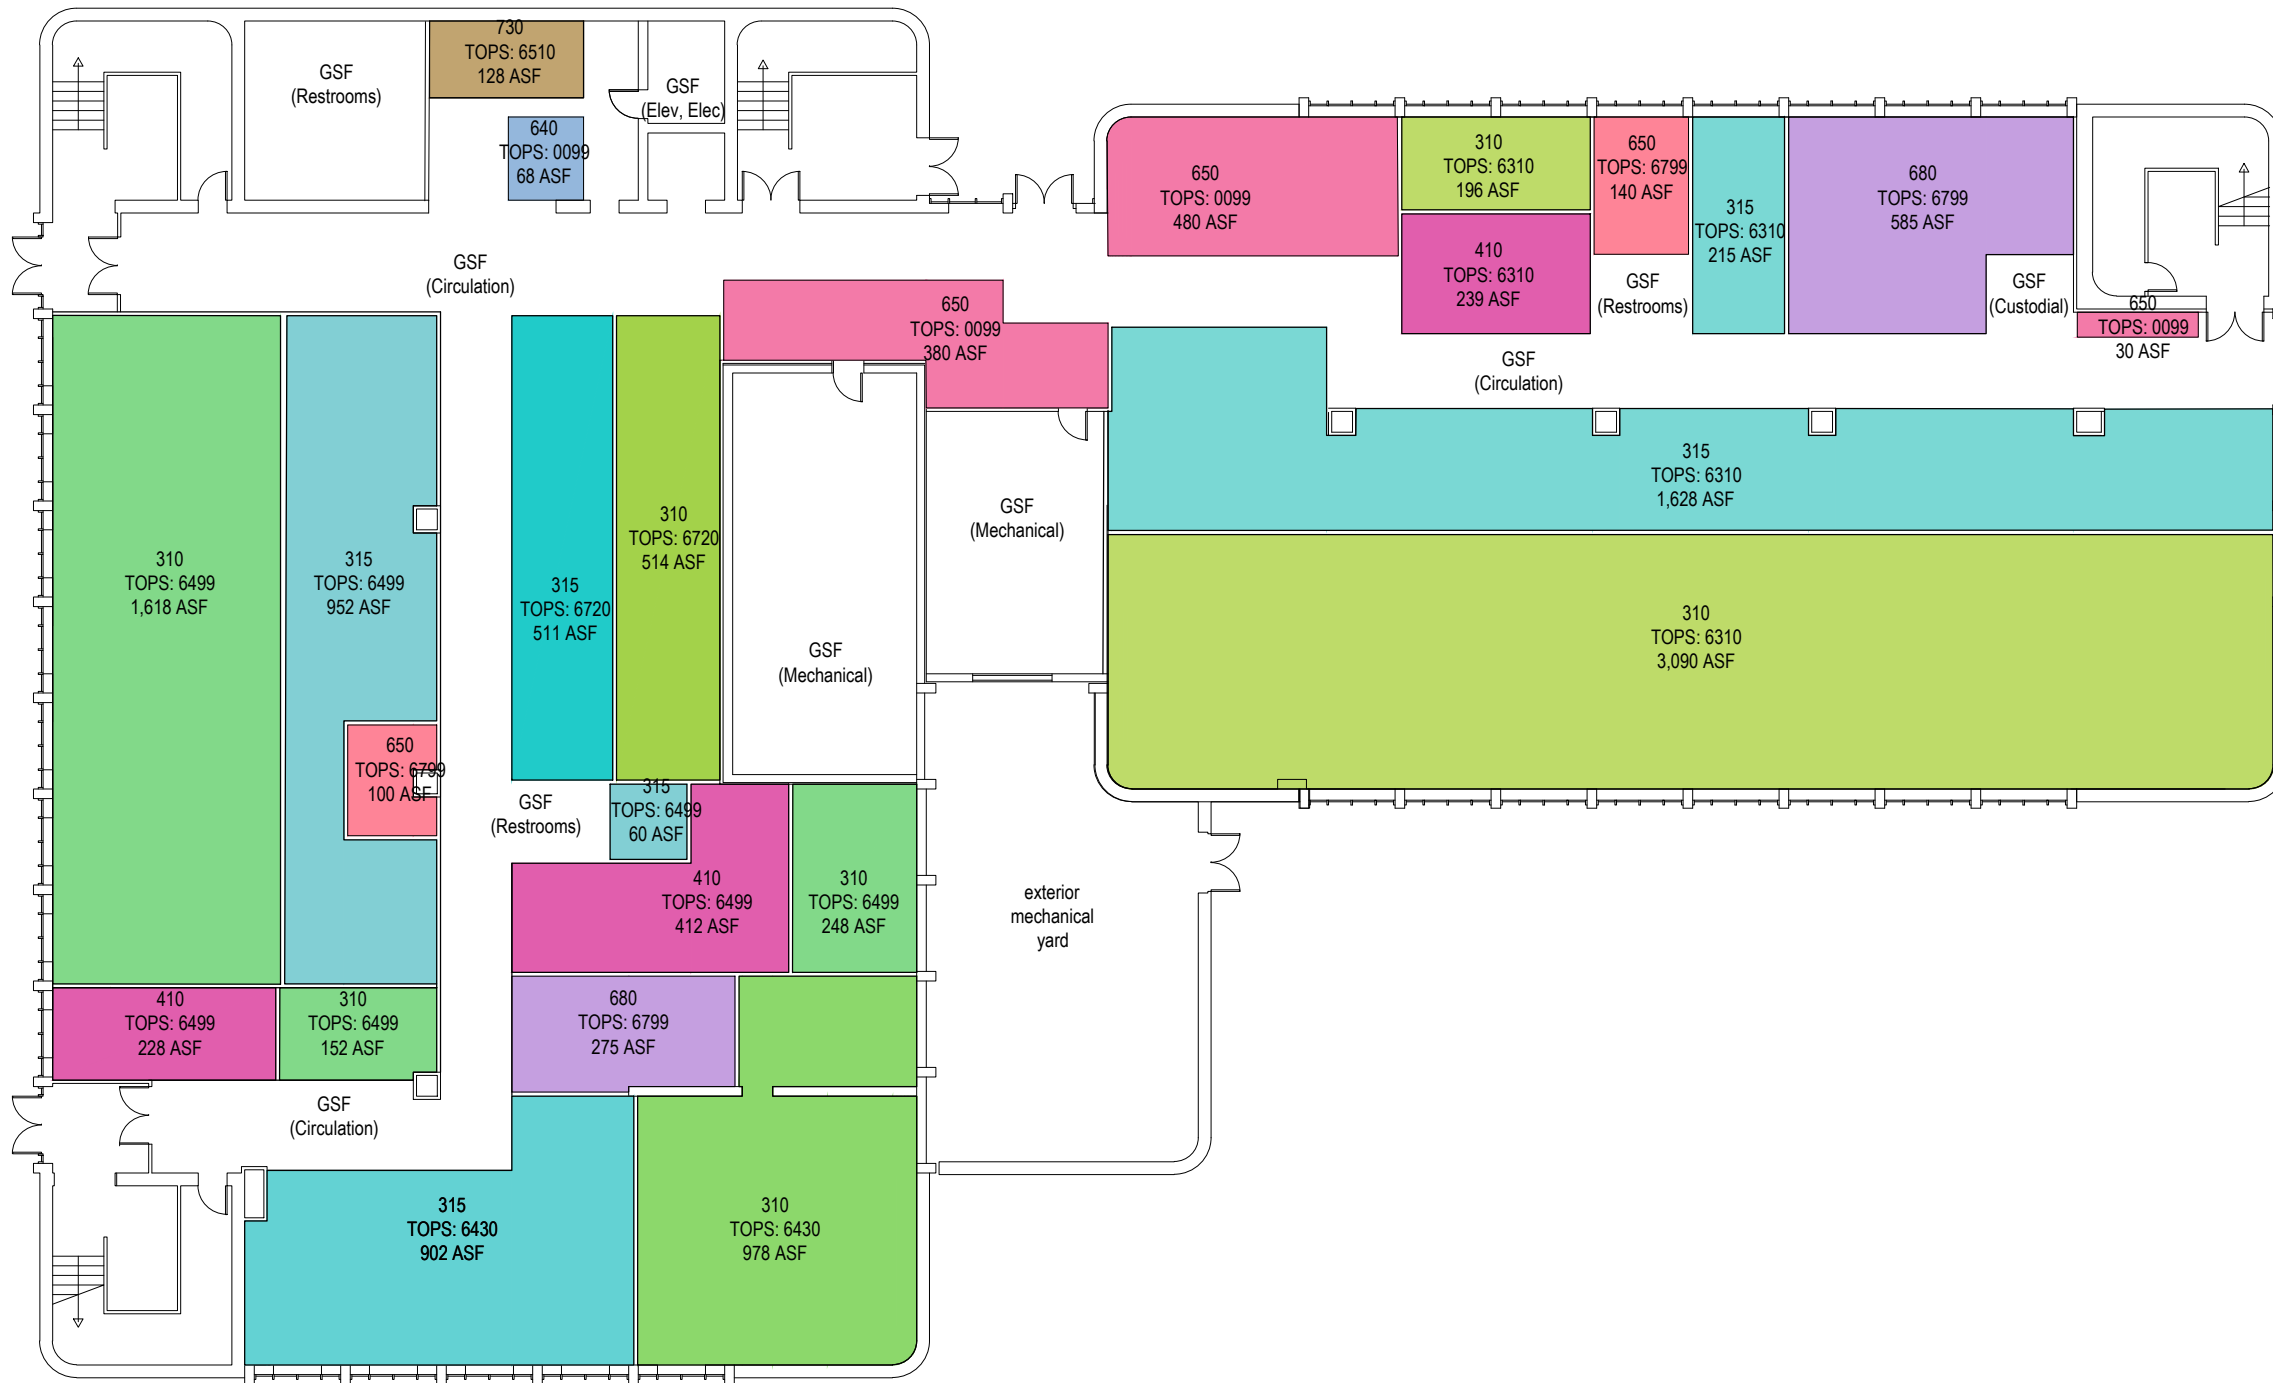 730
TOPS: 6510
128 ASF
GSF
(Restrooms)
GSF
(Elev, Elec)
640
TOPS: 0099
68 ASF
650
TOPS: 0099
480 ASF
310
TOPS: 6310
196 ASF
650
TOPS: 6799
140 ASF
315
TOPS: 6310
215 ASF
680
TOPS: 6799
585 ASF
410
TOPS: 6310
239 ASF
GSF
(Restrooms)
GSF
(Custodial)
650
TOPS: 0099
30 ASF
GSF
(Circulation)
650
TOPS: 0099
380 ASF
GSF
(Circulation)
315
TOPS: 6310
1,628 ASF
GSF
(Mechanical)
310
TOPS: 6720
514 ASF
310
TOPS: 6499
1,618 ASF
315
TOPS: 6499
952 ASF
315
TOPS: 6720
511 ASF
310
TOPS: 6310
3,090 ASF
GSF
(Mechanical)
650
TOPS: 6799
100 ASF
GSF
(Restrooms)
315
TOPS: 6499
60 ASF
410
TOPS: 6499
412 ASF
310
TOPS: 6499
248 ASF
exterior
mechanical
yard
410
TOPS: 6499
228 ASF
310
TOPS: 6499
152 ASF
680
TOPS: 6799
275 ASF
GSF
(Circulation)
315
TOPS: 6430
902 ASF
310
TOPS: 6430
978 ASF